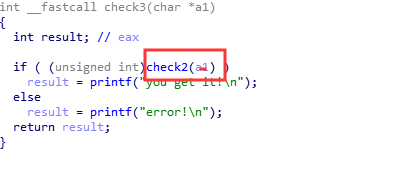 int __fastcall check3(char *a1)
{
int result; // eax
if ( (unsigned int)check2(a1) )
result = printf("you get it!\n");
else
result = printf("error!\n");
return result;
}